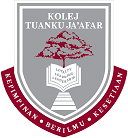 KOLEJ
TUANKU JA'AFAR
KEPIMPINAN • BERILMU • KESETIAAN